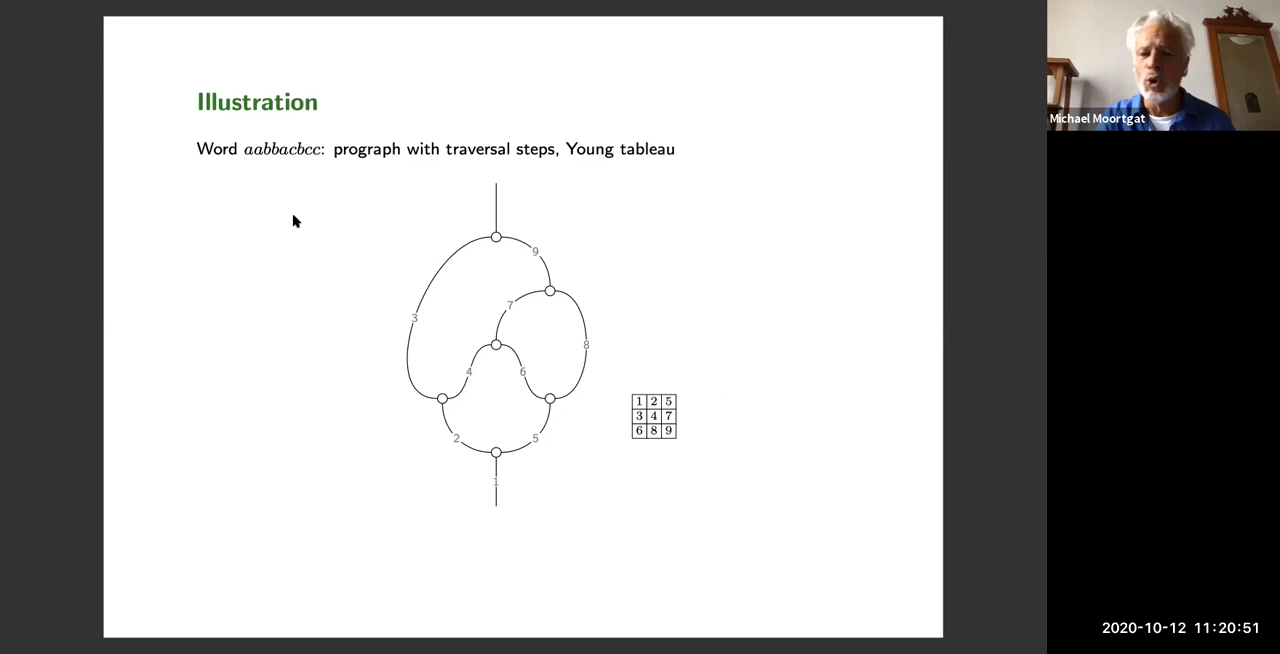 Illustration
Word aabbacbcc: prograph with traversal steps, Young tableau
9
7
3
8
4
6
2
5
1
1 2 5
3 4 7
6 8 9
Michael Moortgat
2020-10-12 11:20:51